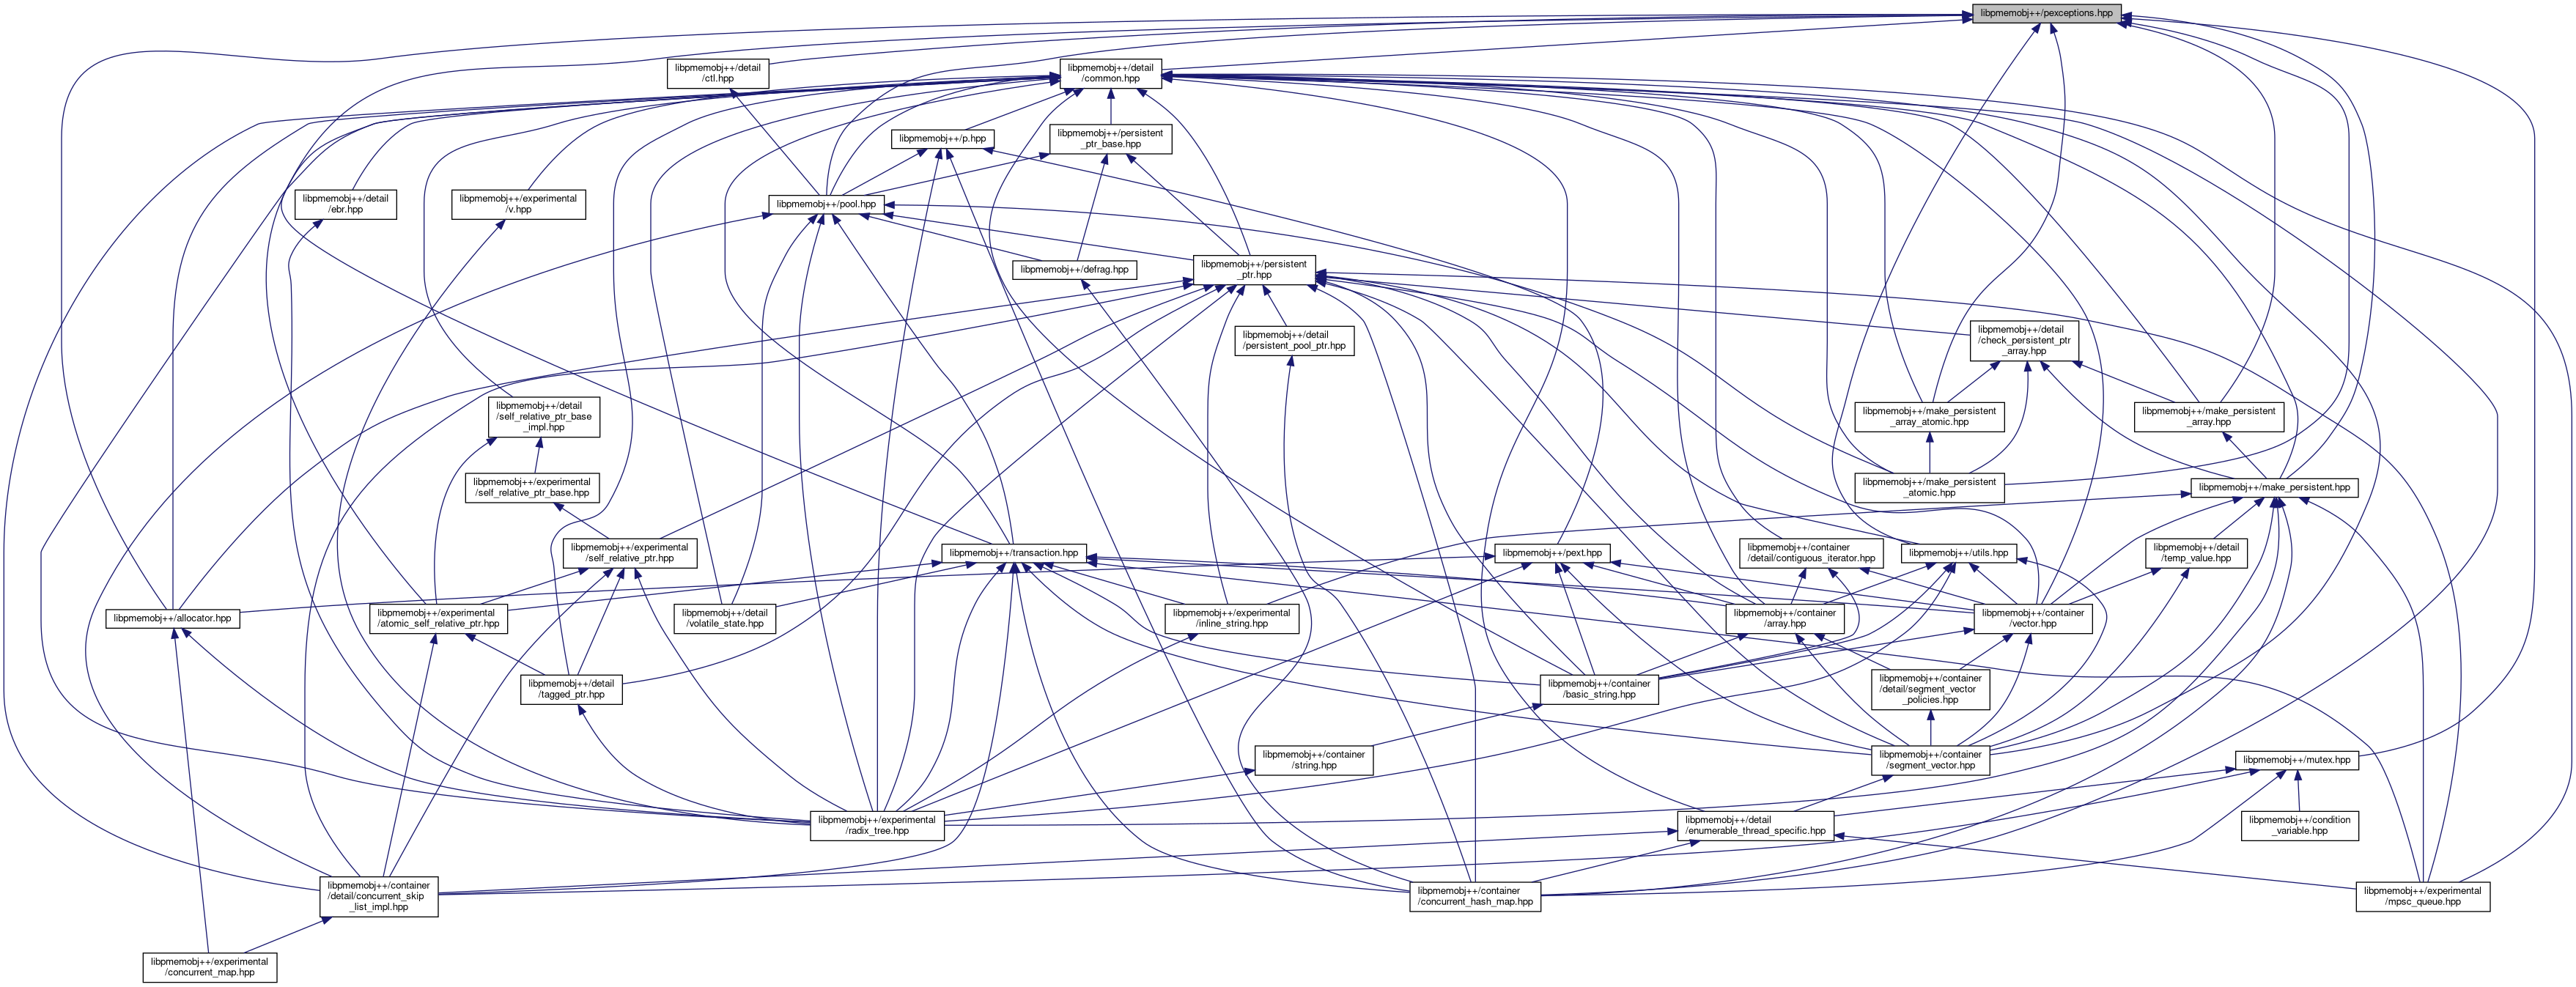 libpmemobj++/pexceptions.hpp
libpmemobj++/detail
/ctl.hpp
libpmemobj++/detail
/common.hpp
libpmemobj++/p.hpp
libpmemobj++/persistent
_ptr_base.hpp
libpmemobj++/detail
/ebr.hpp
libpmemobj++/experimental
/v.hpp
libpmemobj++/pool.hpp
libpmemobj++/defrag.hpp
libpmemobj++/persistent
_ptr.hpp
libpmemobj++/detail
/persistent_pool_ptr.hpp
libpmemobj++/detail
/check_persistent_ptr
_array.hpp
libpmemobj++/detail
/self_relative_ptr_base
_impl.hpp
libpmemobj++/make_persistent
_array_atomic.hpp
libpmemobj++/make_persistent
_array.hpp
libpmemobj++/experimental
/self_relative_ptr_base.hpp
libpmemobj++/make_persistent
_atomic.hpp
libpmemobj++/make_persistent.hpp
libpmemobj++/experimental
/self_relative_ptr.hpp
libpmemobj++/transaction.hpp
libpmemobj++/pext.hpp
libpmemobj++/container
/detail/contiguous_iterator.hpp
libpmemobj++/utils.hpp
libpmemobj++/detail
/temp_value.hpp
libpmemobj++/allocator.hpp
libpmemobj++/experimental
/atomic_self_relative_ptr.hpp
libpmemobj++/detail
/volatile_state.hpp
libpmemobj++/experimental
/inline_string.hpp
libpmemobj++/container
/array.hpp
libpmemobj++/container
/vector.hpp
libpmemobj++/detail
/tagged_ptr.hpp
libpmemobj++/container
/basic_string.hpp
libpmemobj++/container
/detail/segment_vector
_policies.hpp
libpmemobj++/container
/string.hpp
libpmemobj++/container
/segment_vector.hpp
libpmemobj++/mutex.hpp
libpmemobj++/experimental
/radix_tree.hpp
libpmemobj++/detail
/enumerable_thread_specific.hpp
libpmemobj++/condition
_variable.hpp
libpmemobj++/container
/detail/concurrent_skip
_list_impl.hpp
libpmemobj++/container
/concurrent_hash_map.hpp
libpmemobj++/experimental
/mpsc_queue.hpp
libpmemobj++/experimental
/concurrent_map.hpp